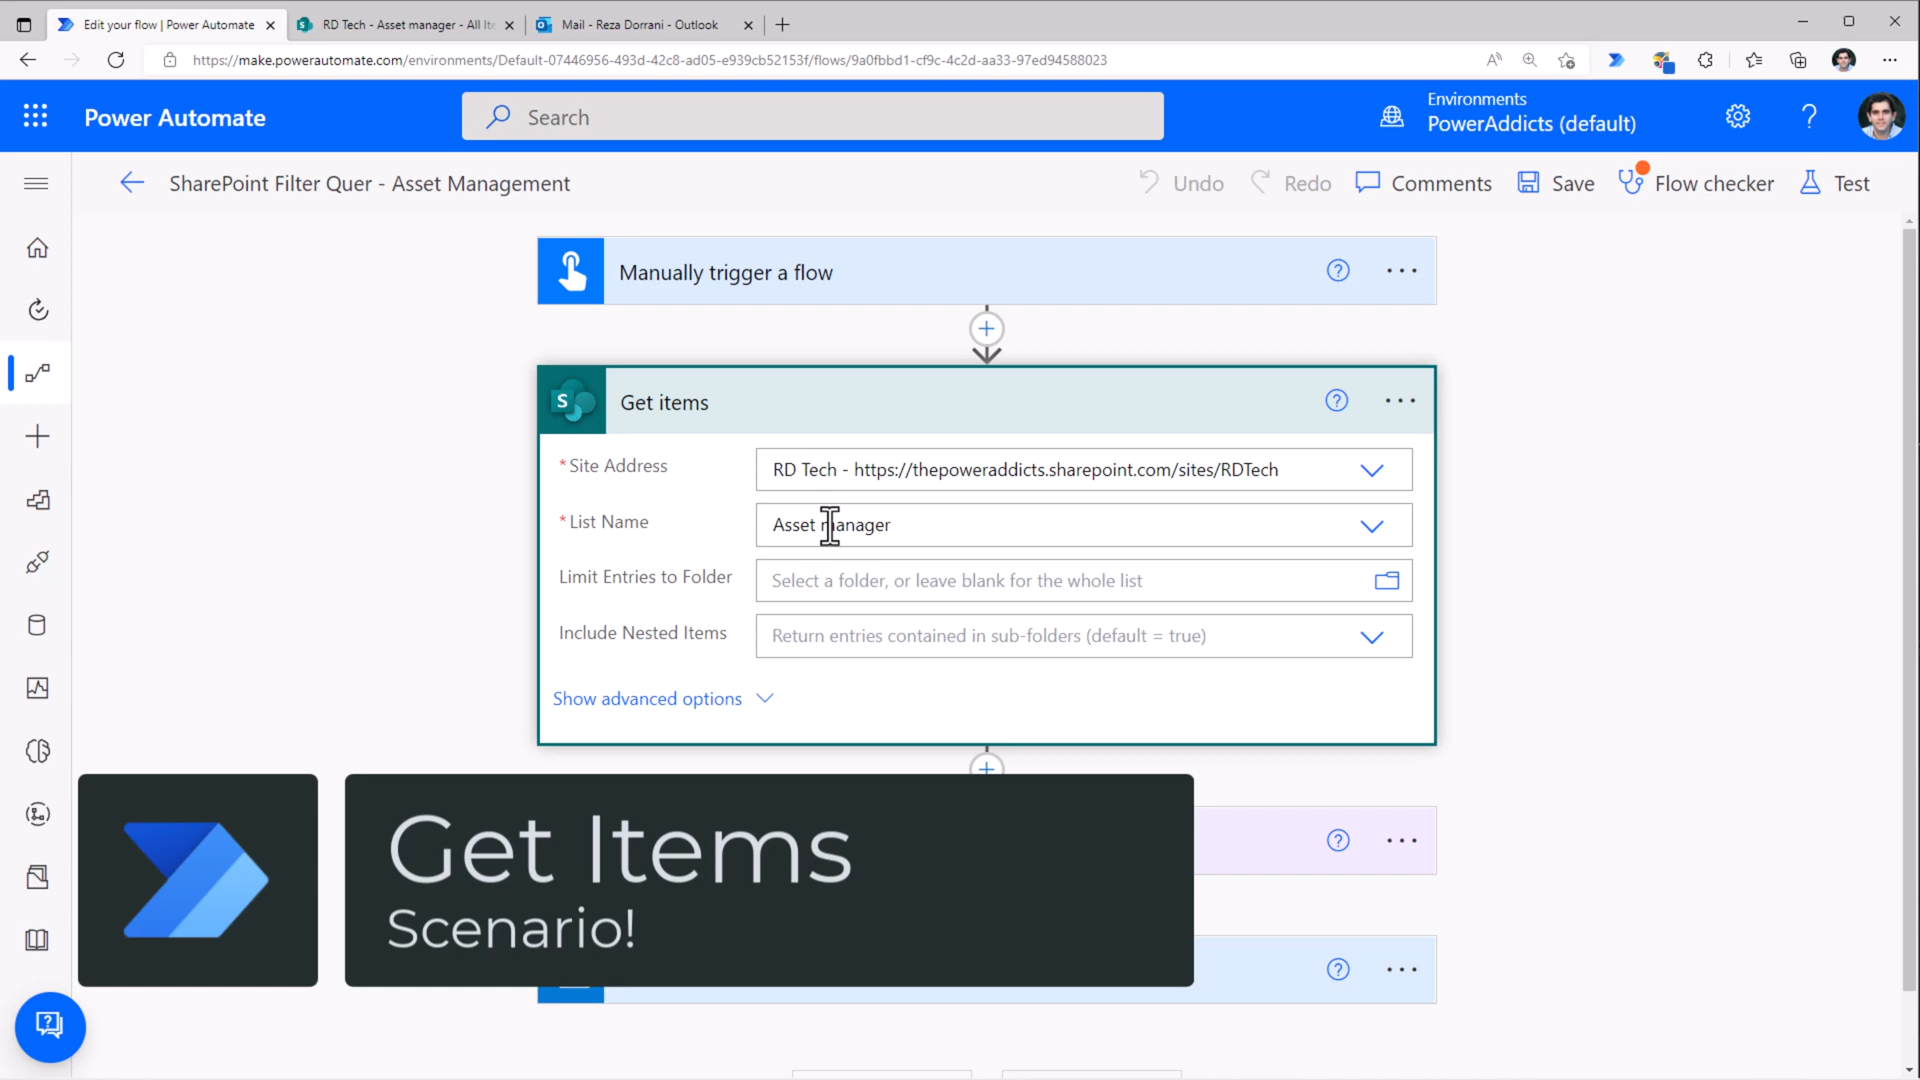 Edit your flow | Power Automate
RD Tech - Asset manager - All Ite
Mail - Reza Dorrani - Outlook
https://make.powerautomate.com/environments/Default-07446956-493d-42c8-ad05-e939cb52153f/flows/9a0fbbd1-cf9c-4c2d-aa33-97ed94588023
Power Automate
Search
Environments
PowerAddicts (default)
SharePoint Filter Quer - Asset Management
Undo
Redo
Comments
Save
Flow checker
Test
Manually trigger a flow
Get items
* Site Address
RD Tech - https://thepoweraddicts.sharepoint.com/sites/RDTech
* List Name
Asset manager
Limit Entries to Folder
Select a folder, or leave blank for the whole list
Include Nested Items
Return entries contained in sub-folders (default = true)
Show advanced options
Get Items
Scenario!